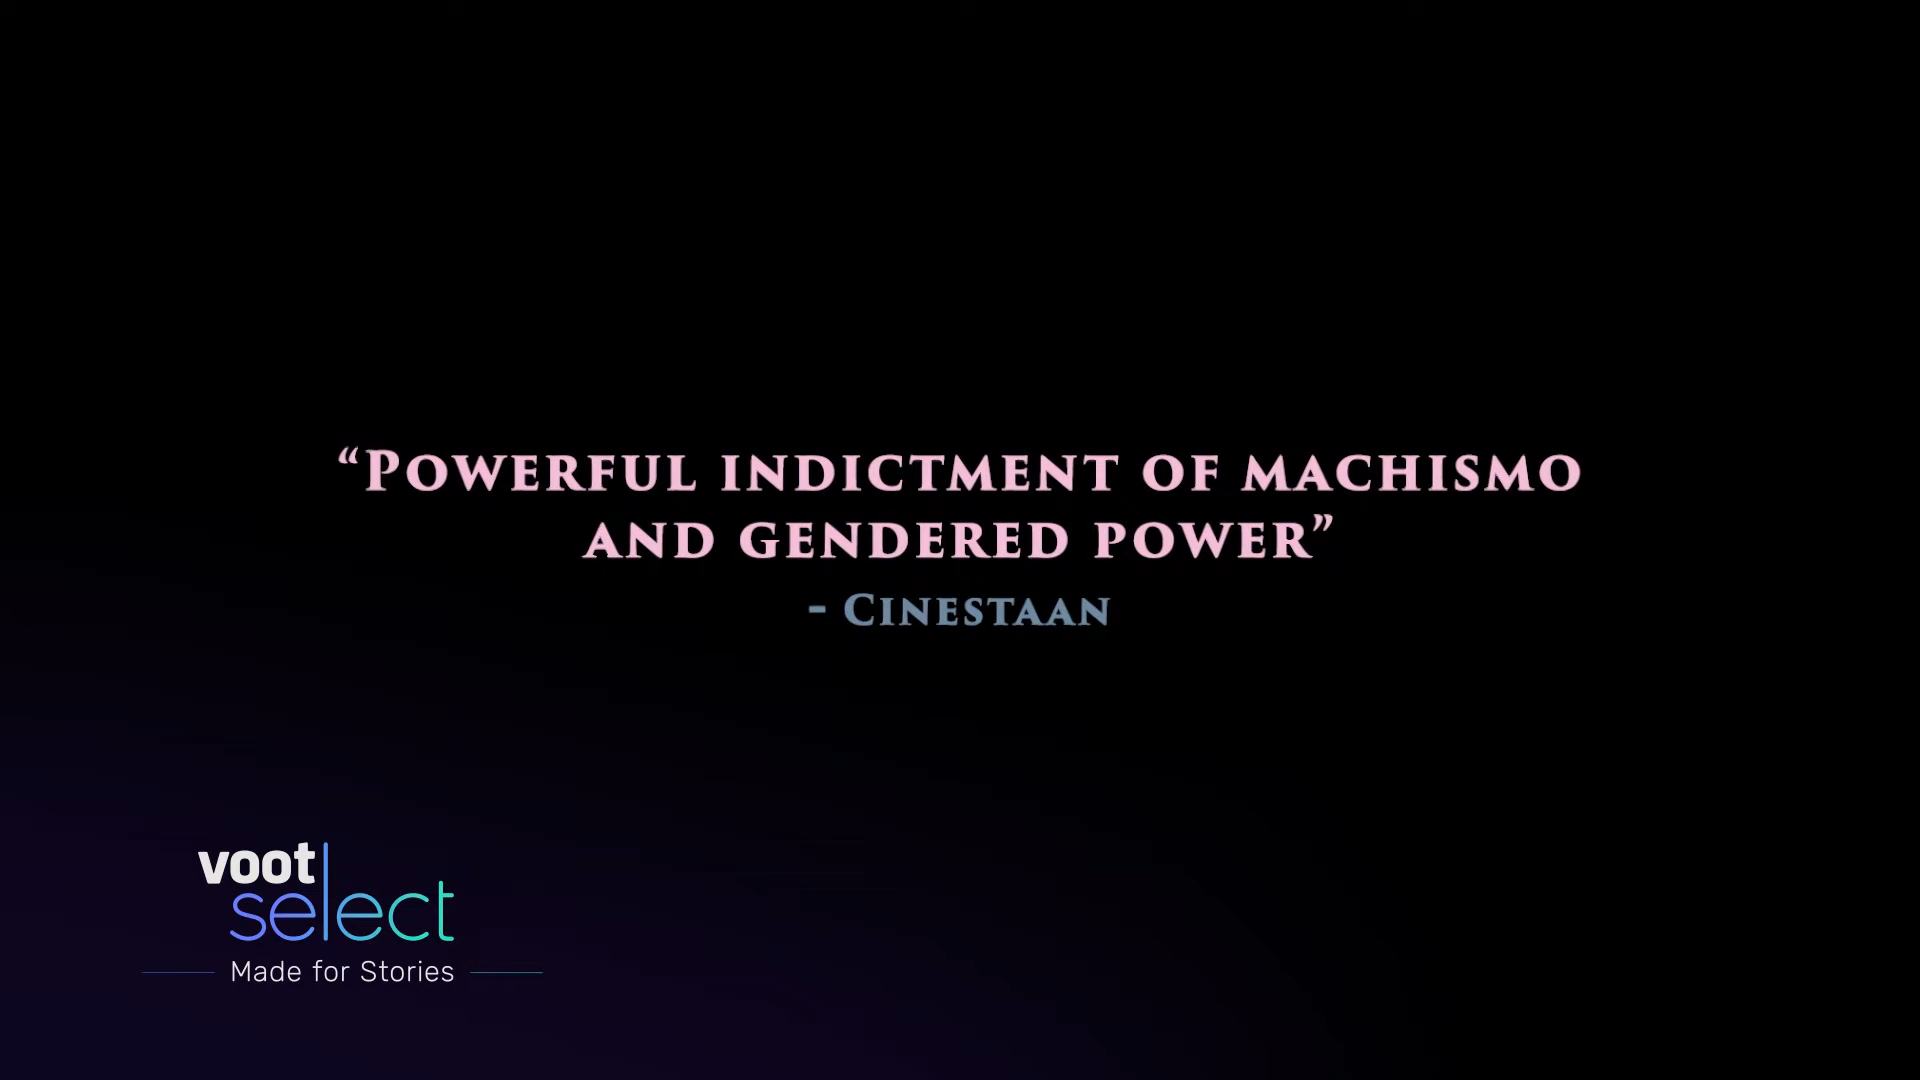 “Powerful indictment of machismo
and gendered power”
- Cinestaan
voot
select
Made for Stories